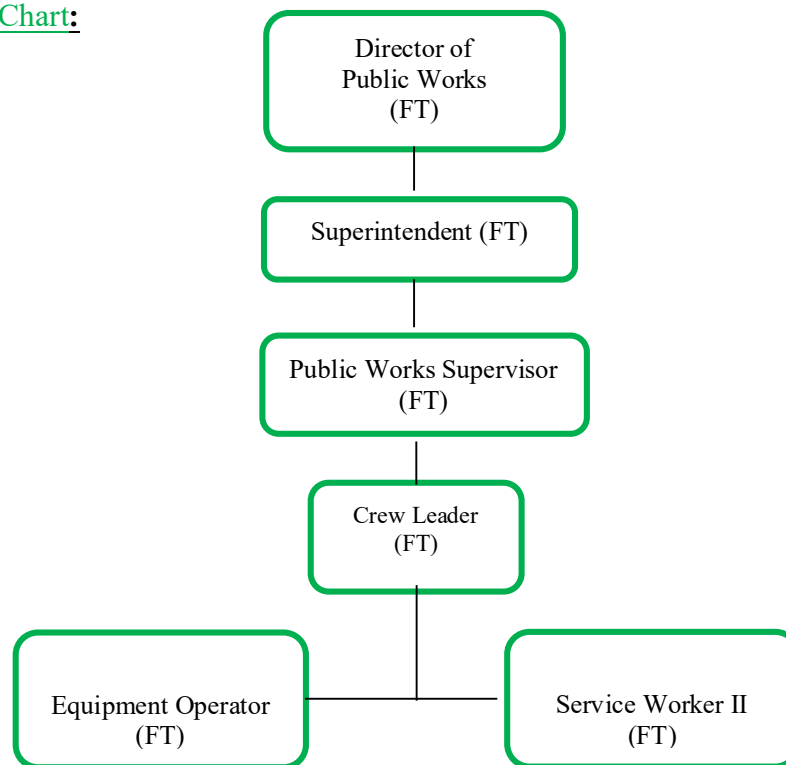 Chart:
Director of
Public Works
(FT)
Superintendent (FT)
Public Works Supervisor
(FT)
Crew Leader
(FT)
Equipment Operator
(FT)
Service Worker II
(FT)